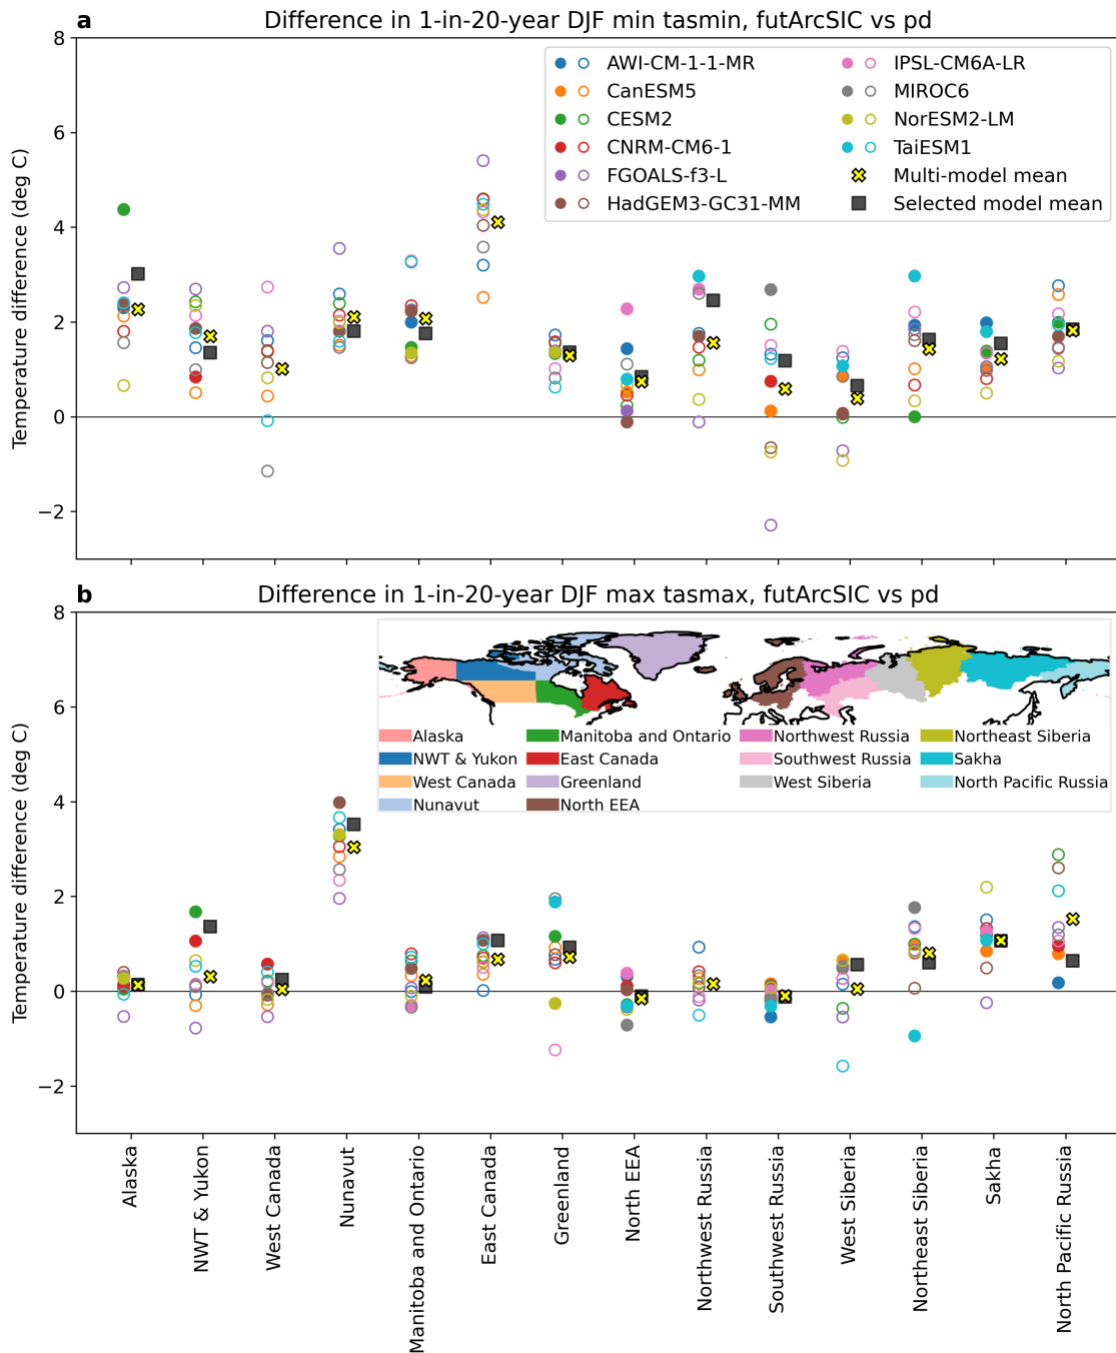 a Difference in 1-in-20-year DJF min tasmin, futArcSIC vs pd
8
6
4
2
0
−2
Temperature difference (deg C)
AWI-CM-1-1-MR
CanESM5
CESM2
CNRM-CM6-1
FGOALS-f3-L
HadGEM3-GC31-MM
IPSL-CM6A-LR
MIROC6
NorESM2-LM
TaiESM1
Multi-model mean
Selected model mean
b Difference in 1-in-20-year DJF max tasmax, futArcSIC vs pd
8
6
4
2
0
−2
Temperature difference (deg C)
Alaska
NWT & Yukon
West Canada
Nunavut
Manitoba and Ontario
East Canada
Greenland
North EEA
Northwest Russia
Southwest Russia
West Siberia
Northeast Siberia
Sakha
North Pacific Russia
Alaska
NWT & Yukon
West Canada
Nunavut
Manitoba and Ontario
East Canada
Greenland
North EEA
Northwest Russia
Southwest Russia
West Siberia
Northeast Siberia
Sakha
North Pacific Russia